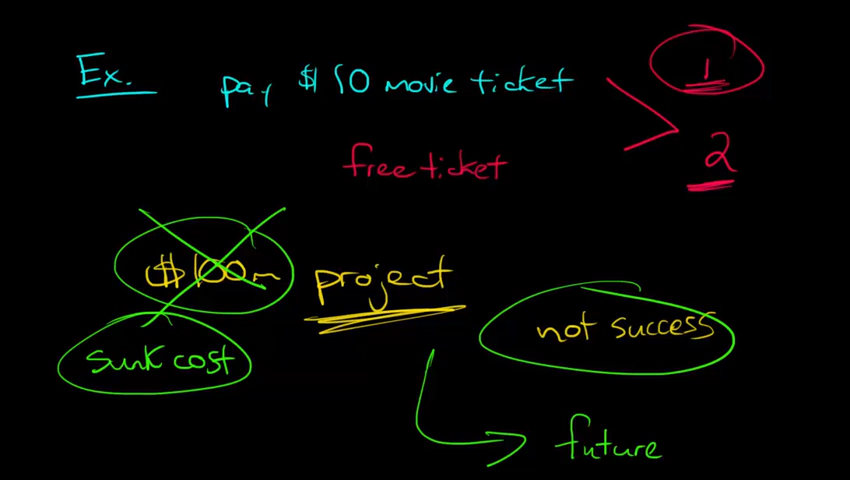 Ex. pay $10 movie ticket 1
free ticket 2
$100m project
not success
sunk cost
future